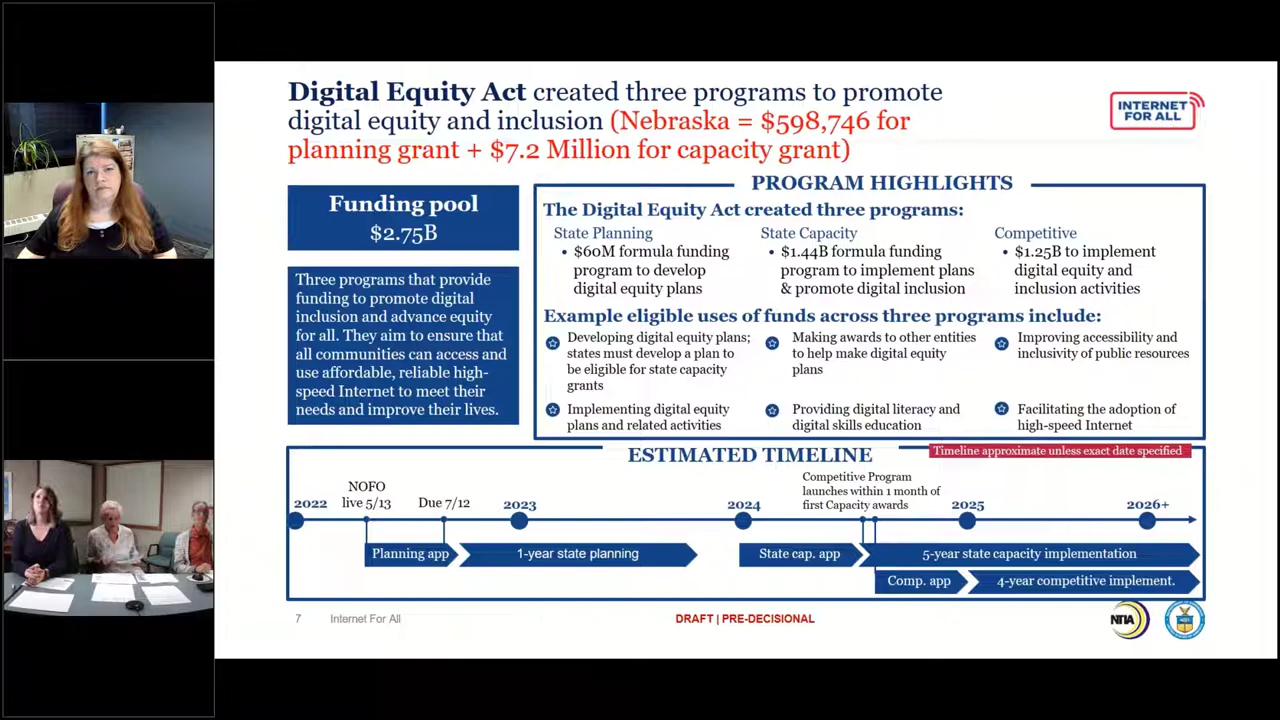 Digital Equity Act created three programs to promote
digital equity and inclusion (Nebraska = $598,746 for
planning grant + $7.2 Million for capacity grant)
INTERNET
FOR ALL
Funding pool
$2.75B
Three programs that provide
funding to promote digital
inclusion and advance equity
for all. They aim to ensure that
all communities can access and
use affordable, reliable high-
speed Internet to meet their
needs and improve their lives.
PROGRAM HIGHLIGHTS
The Digital Equity Act created three programs:
State Planning
• $60M formula funding
program to develop
digital equity plans
State Capacity
• $1.44B formula funding
program to implement plans
& promote digital inclusion
Competitive
• $1.25B to implement
digital equity and
inclusion activities
Example eligible uses of funds across three programs include:
Developing digital equity plans;
states must develop a plan to
be eligible for state capacity
grants
Making awards to other entities
to help make digital equity
plans
Improving accessibility and
inclusivity of public resources
Implementing digital equity
plans and related activities
Providing digital literacy and
digital skills education
Facilitating the adoption of
high-speed Internet
ESTIMATED TIMELINE
Timeline approximate unless exact date specified
2022
NOFO
live 5/13
Due 7/12
2023
2024
Competitive Program
launches within 1 month of
first Capacity awards
2025
2026+
Planning app
1-year state planning
State cap. app
5-year state capacity implementation
Comp. app
4-year competitive implement.
7
Internet For All
DRAFT | PRE-DECISIONAL
NTIA